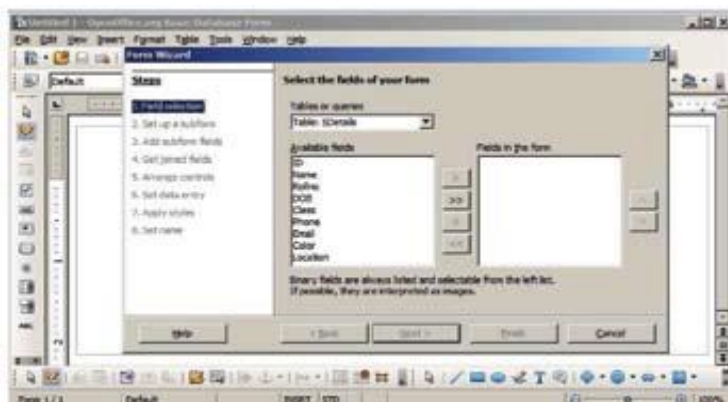 Untitled 1 - OpenOffice.org Base: Database Form
File Edit View Insert Format Table Tools Window Help
Form Wizard
Default
Steps
Select the fields of your form
1. Field selection
2. Set up a subform
3. Add subform fields
4. Get joined fields
5. Arrange controls
6. Set data entry
7. Apply styles
8. Set name
Tables or queries
Table: SDetails
Available fields
Fields in the form
ID
Name
Rollno
DOB
Class
Phone
Email
Color
Location
>
>>
<
<<
Binary fields are always listed and selectable from the left list.
If possible, they are interpreted as images.
Help
< Back
Next >
Finish
Cancel
Page 1 / 1
Default
INSRT
STD
100%